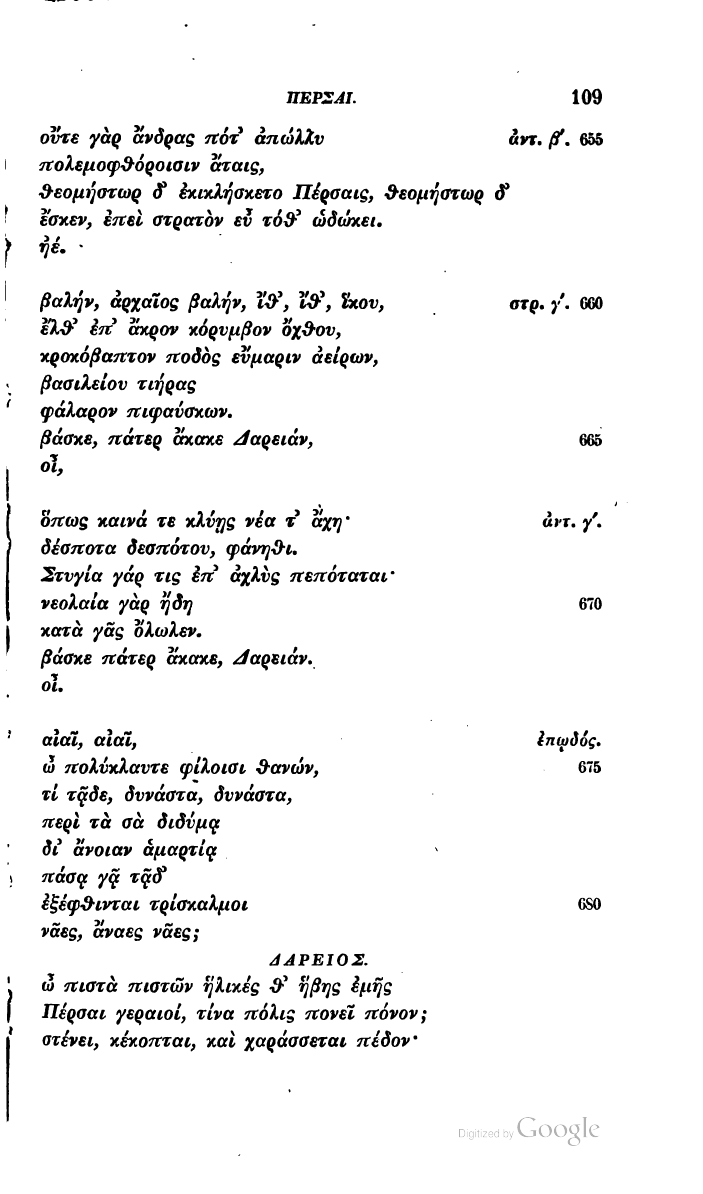 ΠΕΡΣΑΙ. 109
οὔτε γὰρ ἄνδρας πότ᾽ ἀπώλλυ ἀντ. β΄. 655
πολεμοφθόροισιν ἄταις,
θεομήστωρ δ᾽ ἐκικλήσκετο Πέρσαις, θεομήστωρ δ᾽
ἔσκεν, ἐπεὶ στρατὸν εὖ τόθ᾽ ὡδώκει.
ἠέ.
βαλήν, ἀρχαῖος βαλήν, ἴθ᾽, ἴθ᾽, ἵκου, στρ. γ΄. 660
ἔλθ᾽ ἐπ᾽ ἄκρον κόρυμβον ὄχθου,
κροκόβαπτον ποδὸς εὔμαριν ἀείρων,
βασιλείου τιήρας
φάλαρον πιφαύσκων.
βάσκε, πάτερ ἄκακε Δαρειάν, 665
οἴ,
ὅπως καινά τε κλύῃς νέα τ᾽ ἄχη·
ἀντ. γ΄.
δέσποτα δεσπότου, φάνηθι.
Στυγία γάρ τις ἐπ᾽ ἀχλὺς πεπόταται·
νεολαία γὰρ ἤδη 670
κατὰ γᾶς ὄλωλεν.
βάσκε πάτερ ἄκακε, Δαρειάν.
οἴ.
αἰαῖ, αἰαῖ, ἐπῳδός.
ὦ πολύκλαυτε φίλοισι θανών, 675
τί τᾷδε, δυνάστα, δυνάστα,
περὶ τὰ σὰ διδύμᾳ
δι᾽ ἄνοιαν ἁμαρτίᾳ
πάσᾳ γᾷ τᾷδ᾽
ἐξέφθινται τρίσκαλμοι 680
νᾶες, ἄναες νᾶες;
ΔΑΡΕΙΟΣ.
ὦ πιστὰ πιστῶν ἥλικές θ᾽ ἥβης ἐμῆς
Πέρσαι γεραιοί, τίνα πόλις πονεῖ πόνον;
στένει, κέκοπται, καὶ χαράσσεται πέδον·
Digitized by Google